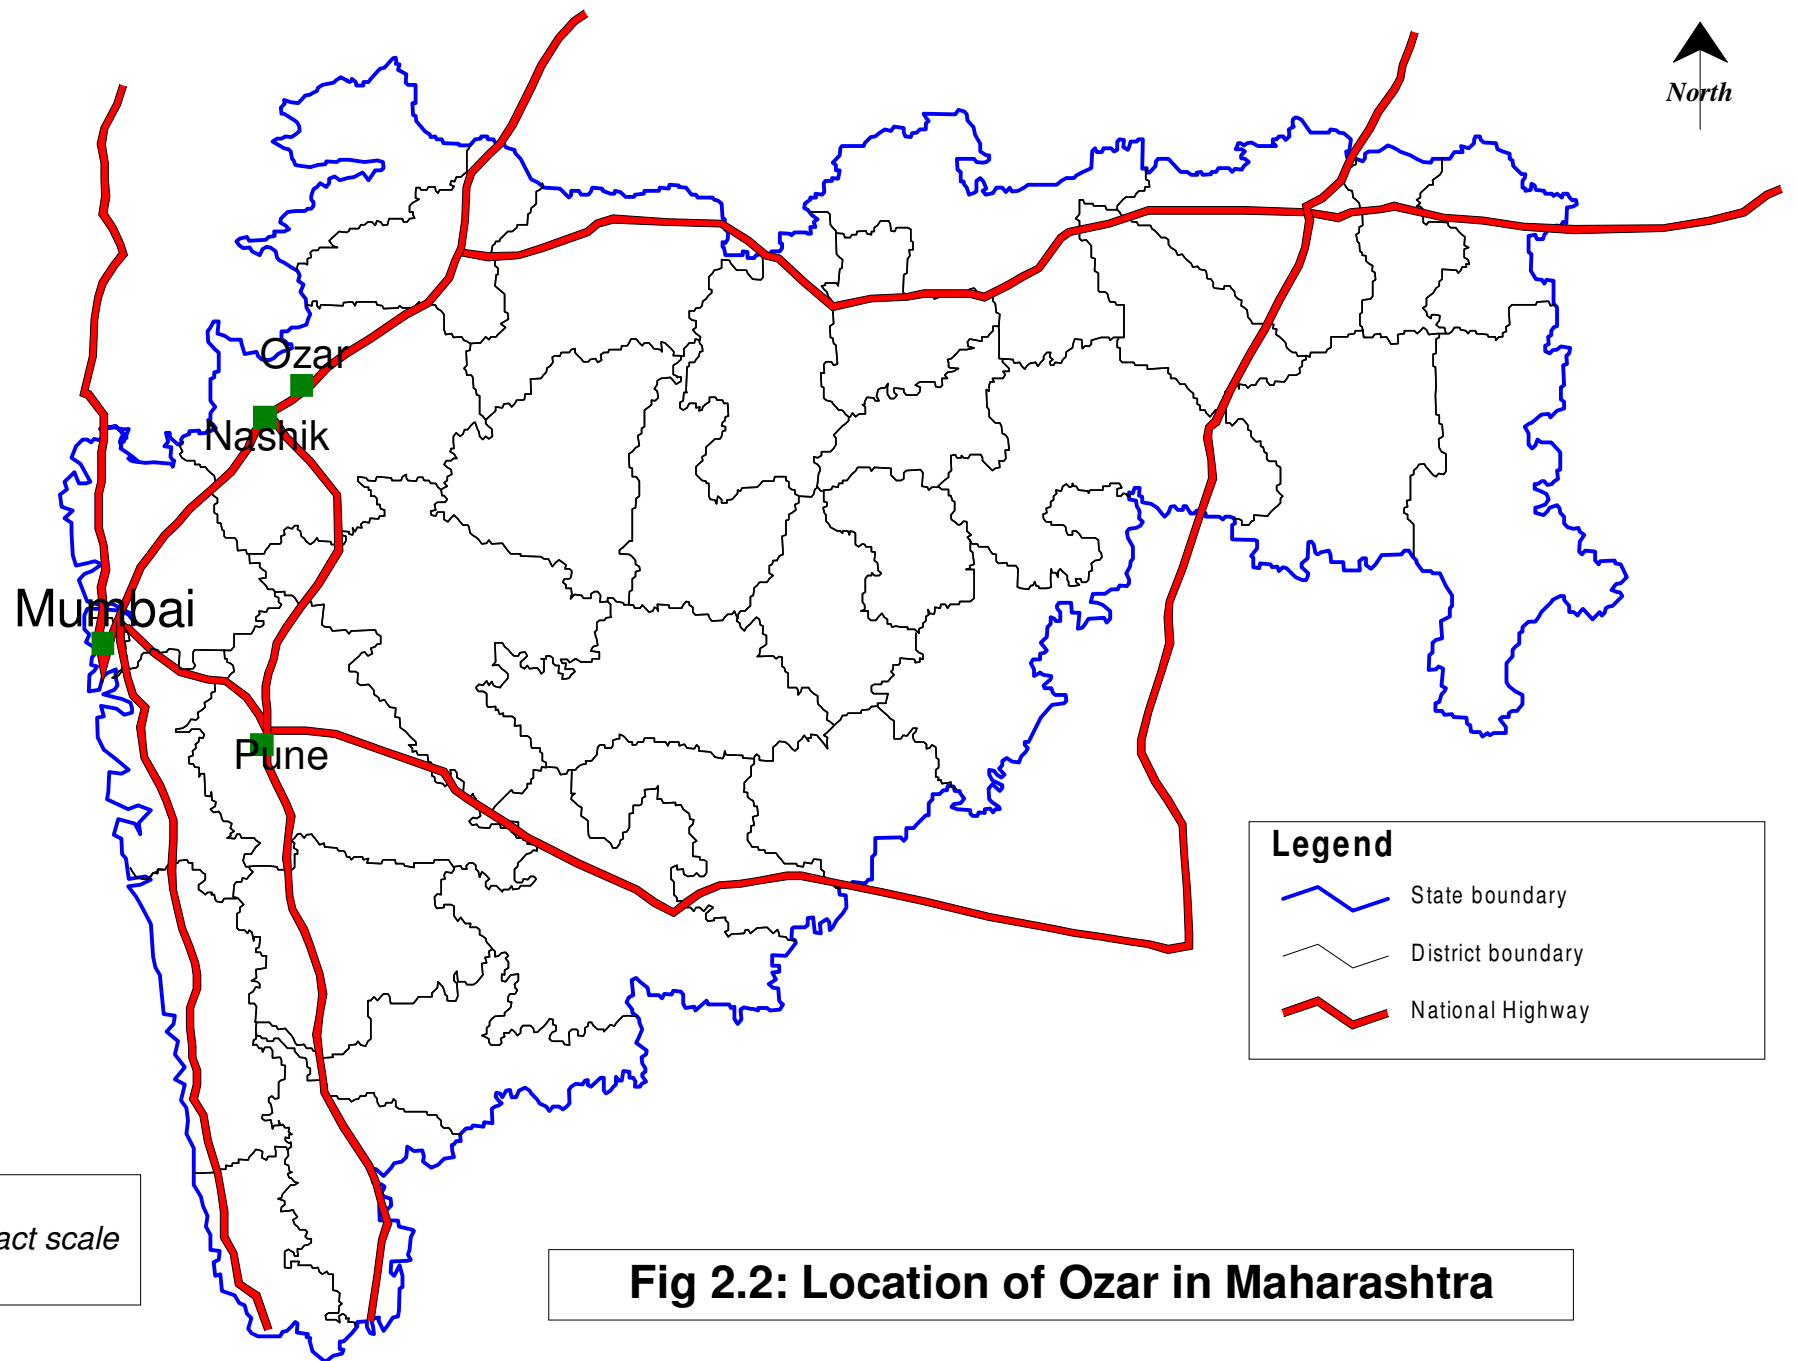 North
Ozar
Nashik
Mumbai
Pune
Legend
State boundary
District boundary
National Highway
scale
Fig 2.2: Location of Ozar in Maharashtra